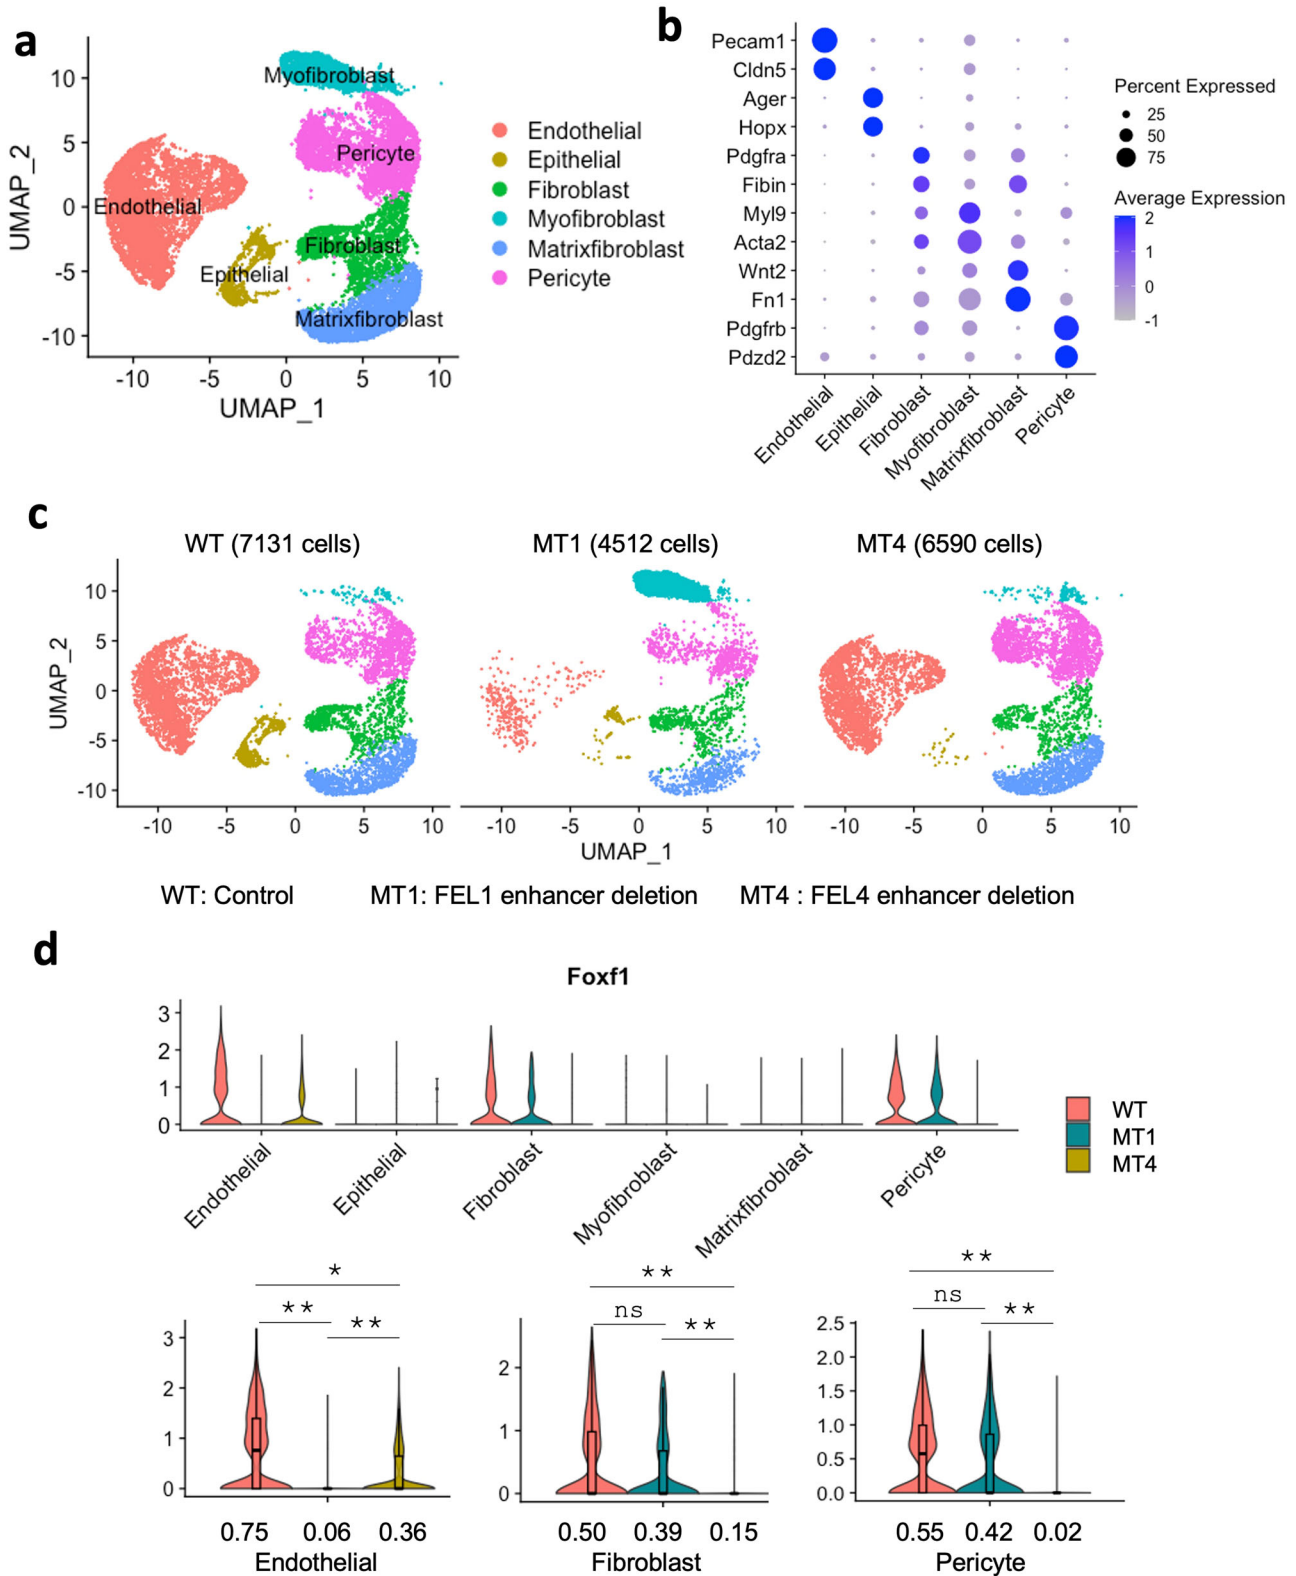 a
UMAP_2
10
5
0
-5
-10
Myofibroblast
Pericyte
Endothelial
Fibroblast
Epithelial
Matrixfibroblast
-10 -5 0 5 10
UMAP_1
Endothelial
Epithelial
Fibroblast
Myofibroblast
Matrixfibroblast
Pericyte
b
Pecam1
Cldn5
Ager
Hopx
Pdgfra
Fibin
Myl9
Acta2
Wnt2
Fn1
Pdgfrb
Pdzd2
Endothelial
Epithelial
Fibroblast
Myofibroblast
Matrixfibroblast
Pericyte
Percent Expressed
25
50
75
Average Expression
2
1
0
-1
c
WT (7131 cells) MT1 (4512 cells) MT4 (6590 cells)
UMAP_2
10
5
0
-5
-10
-10 -5 0 5 10 -10 -5 0 5 10 -10 -5 0 5 10
UMAP_1
WT: Control MT1: FEL1 enhancer deletion MT4 : FEL4 enhancer deletion
d
Foxf1
3
2
1
0
Endothelial
Epithelial
Fibroblast
Myofibroblast
Matrixfibroblast
Pericyte
WT
MT1
MT4
*
**
**
3
2
1
0
0.75 0.06 0.36
Endothelial
**
ns
**
2
1
0
0.50 0.39 0.15
Fibroblast
**
ns
**
2.5
2.0
1.5
1.0
0.5
0.0
0.55 0.42 0.02
Pericyte